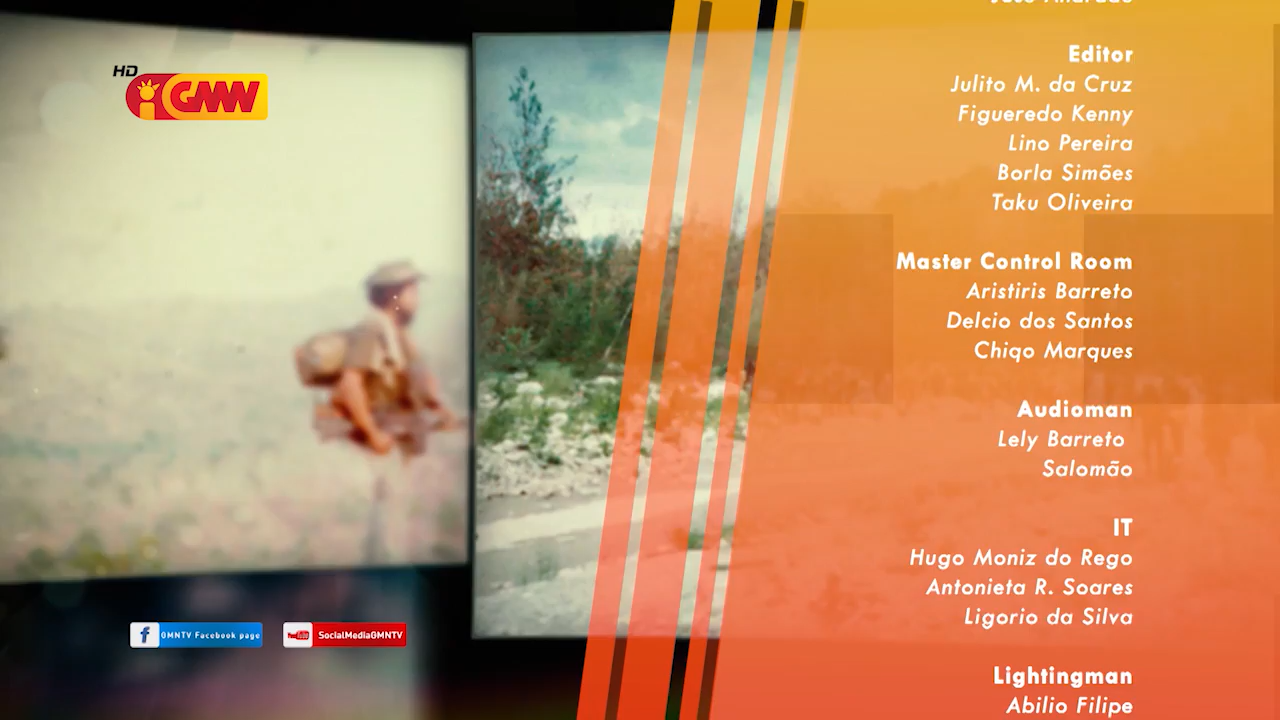 HD
GMN
Editor
Julito M. da Cruz
Figueredo Kenny
Lino Pereira
Borla Simões
Taku Oliveira
Master Control Room
Aristiris Barreto
Delcio dos Santos
Chiqo Marques
Audioman
Lely Barreto
Salomão
IT
Hugo Moniz do Rego
Antonieta R. Soares
Ligorio da Silva
Lightingman
Abilio Filipe
f GMNTV Facebook page
SocialMediaGMNTV